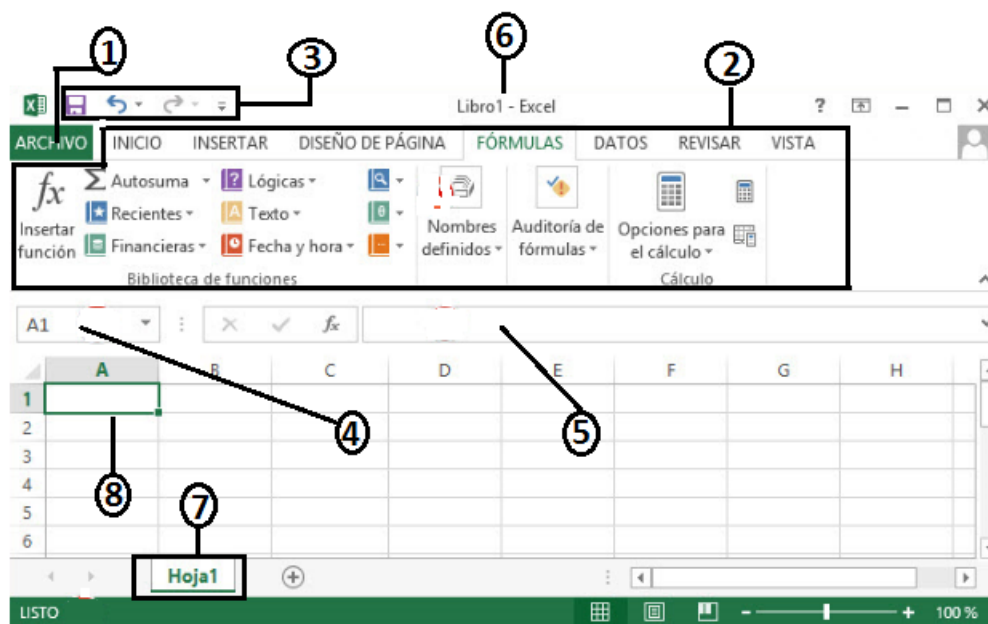 1 3 6 2
Libro1 - Excel ?
ARCHIVO INICIO INSERTAR DISEÑO DE PÁGINA FÓRMULAS DATOS REVISAR VISTA
fx Insertar función
Σ Autosuma
Recientes
Financieras
? Lógicas
A Texto
Fecha y hora
θ
Biblioteca de funciones
Nombres definidos
Auditoría de fórmulas
Opciones para el cálculo
Cálculo
A1 fx
A B C D E F G H
1
2
3
4
5
6
4 5
8 7
Hoja1
LISTO 100 %